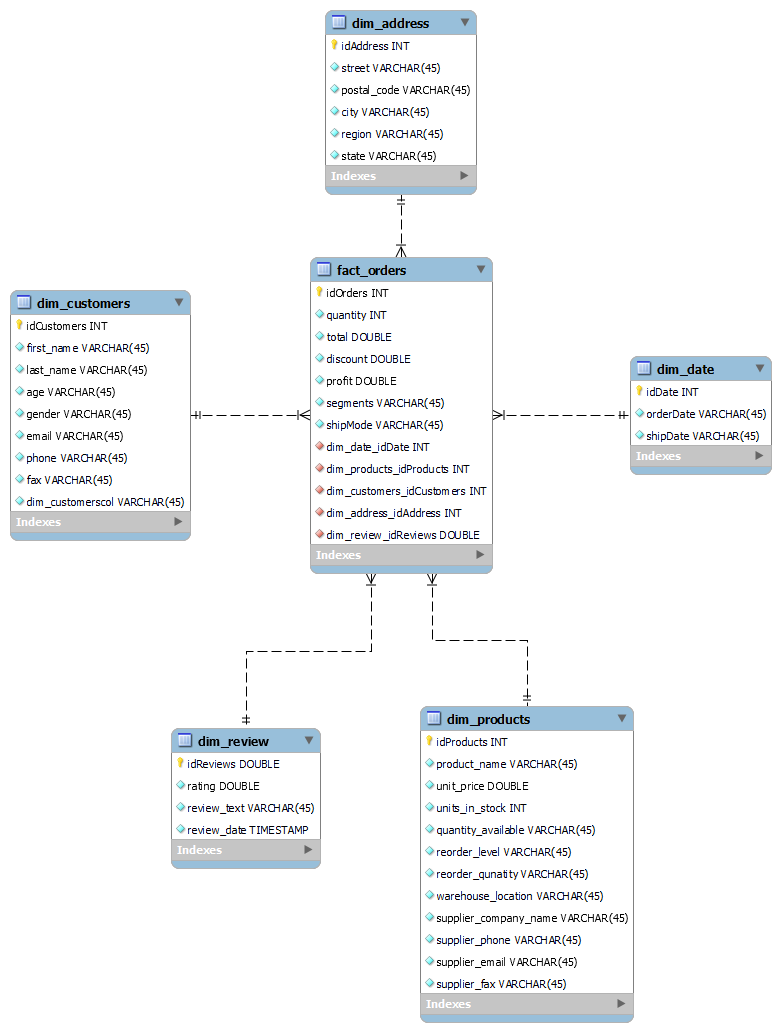 dim_address
idAddress INT
street VARCHAR(45)
postal_code VARCHAR(45)
city VARCHAR(45)
region VARCHAR(45)
state VARCHAR(45)
Indexes
fact_orders
idOrders INT
quantity INT
total DOUBLE
discount DOUBLE
profit DOUBLE
segments VARCHAR(45)
shipMode VARCHAR(45)
dim_date_idDate INT
dim_products_idProducts INT
dim_customers_idCustomers INT
dim_address_idAddress INT
dim_review_idReviews DOUBLE
Indexes
dim_customers
idCustomers INT
first_name VARCHAR(45)
last_name VARCHAR(45)
age VARCHAR(45)
gender VARCHAR(45)
email VARCHAR(45)
phone VARCHAR(45)
fax VARCHAR(45)
dim_customerscol VARCHAR(45)
Indexes
dim_date
idDate INT
orderDate VARCHAR(45)
shipDate VARCHAR(45)
Indexes
dim_review
idReviews DOUBLE
rating DOUBLE
review_text VARCHAR(45)
review_date TIMESTAMP
Indexes
dim_products
idProducts INT
product_name VARCHAR(45)
unit_price DOUBLE
units_in_stock INT
quantity_available VARCHAR(45)
reorder_level VARCHAR(45)
reorder_qunatity VARCHAR(45)
warehouse_location VARCHAR(45)
supplier_company_name VARCHAR(45)
supplier_phone VARCHAR(45)
supplier_email VARCHAR(45)
supplier_fax VARCHAR(45)
Indexes